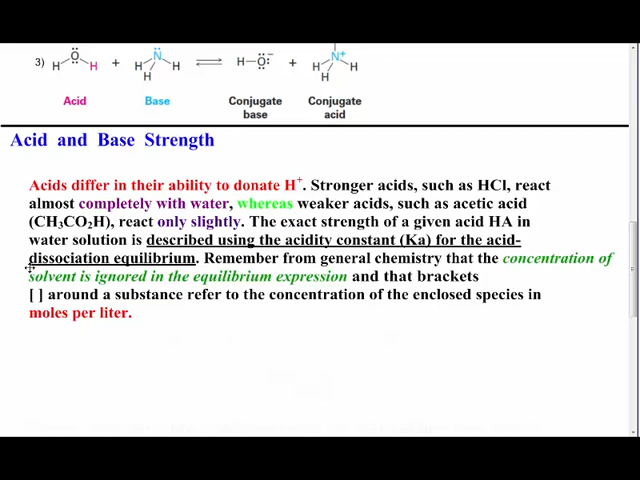 3) H Ö H + H N H H ⇌ H–O:⁻ + H N⁺ H H
Acid Base Conjugate base Conjugate acid
Acid and Base Strength
Acids differ in their ability to donate H⁺. Stronger acids, such as HCl, react
almost completely with water, whereas weaker acids, such as acetic acid
(CH₃CO₂H), react only slightly. The exact strength of a given acid HA in
water solution is described using the acidity constant (Ka) for the acid-
dissociation equilibrium. Remember from general chemistry that the concentration of
solvent is ignored in the equilibrium expression and that brackets
[ ] around a substance refer to the concentration of the enclosed species in
moles per liter.